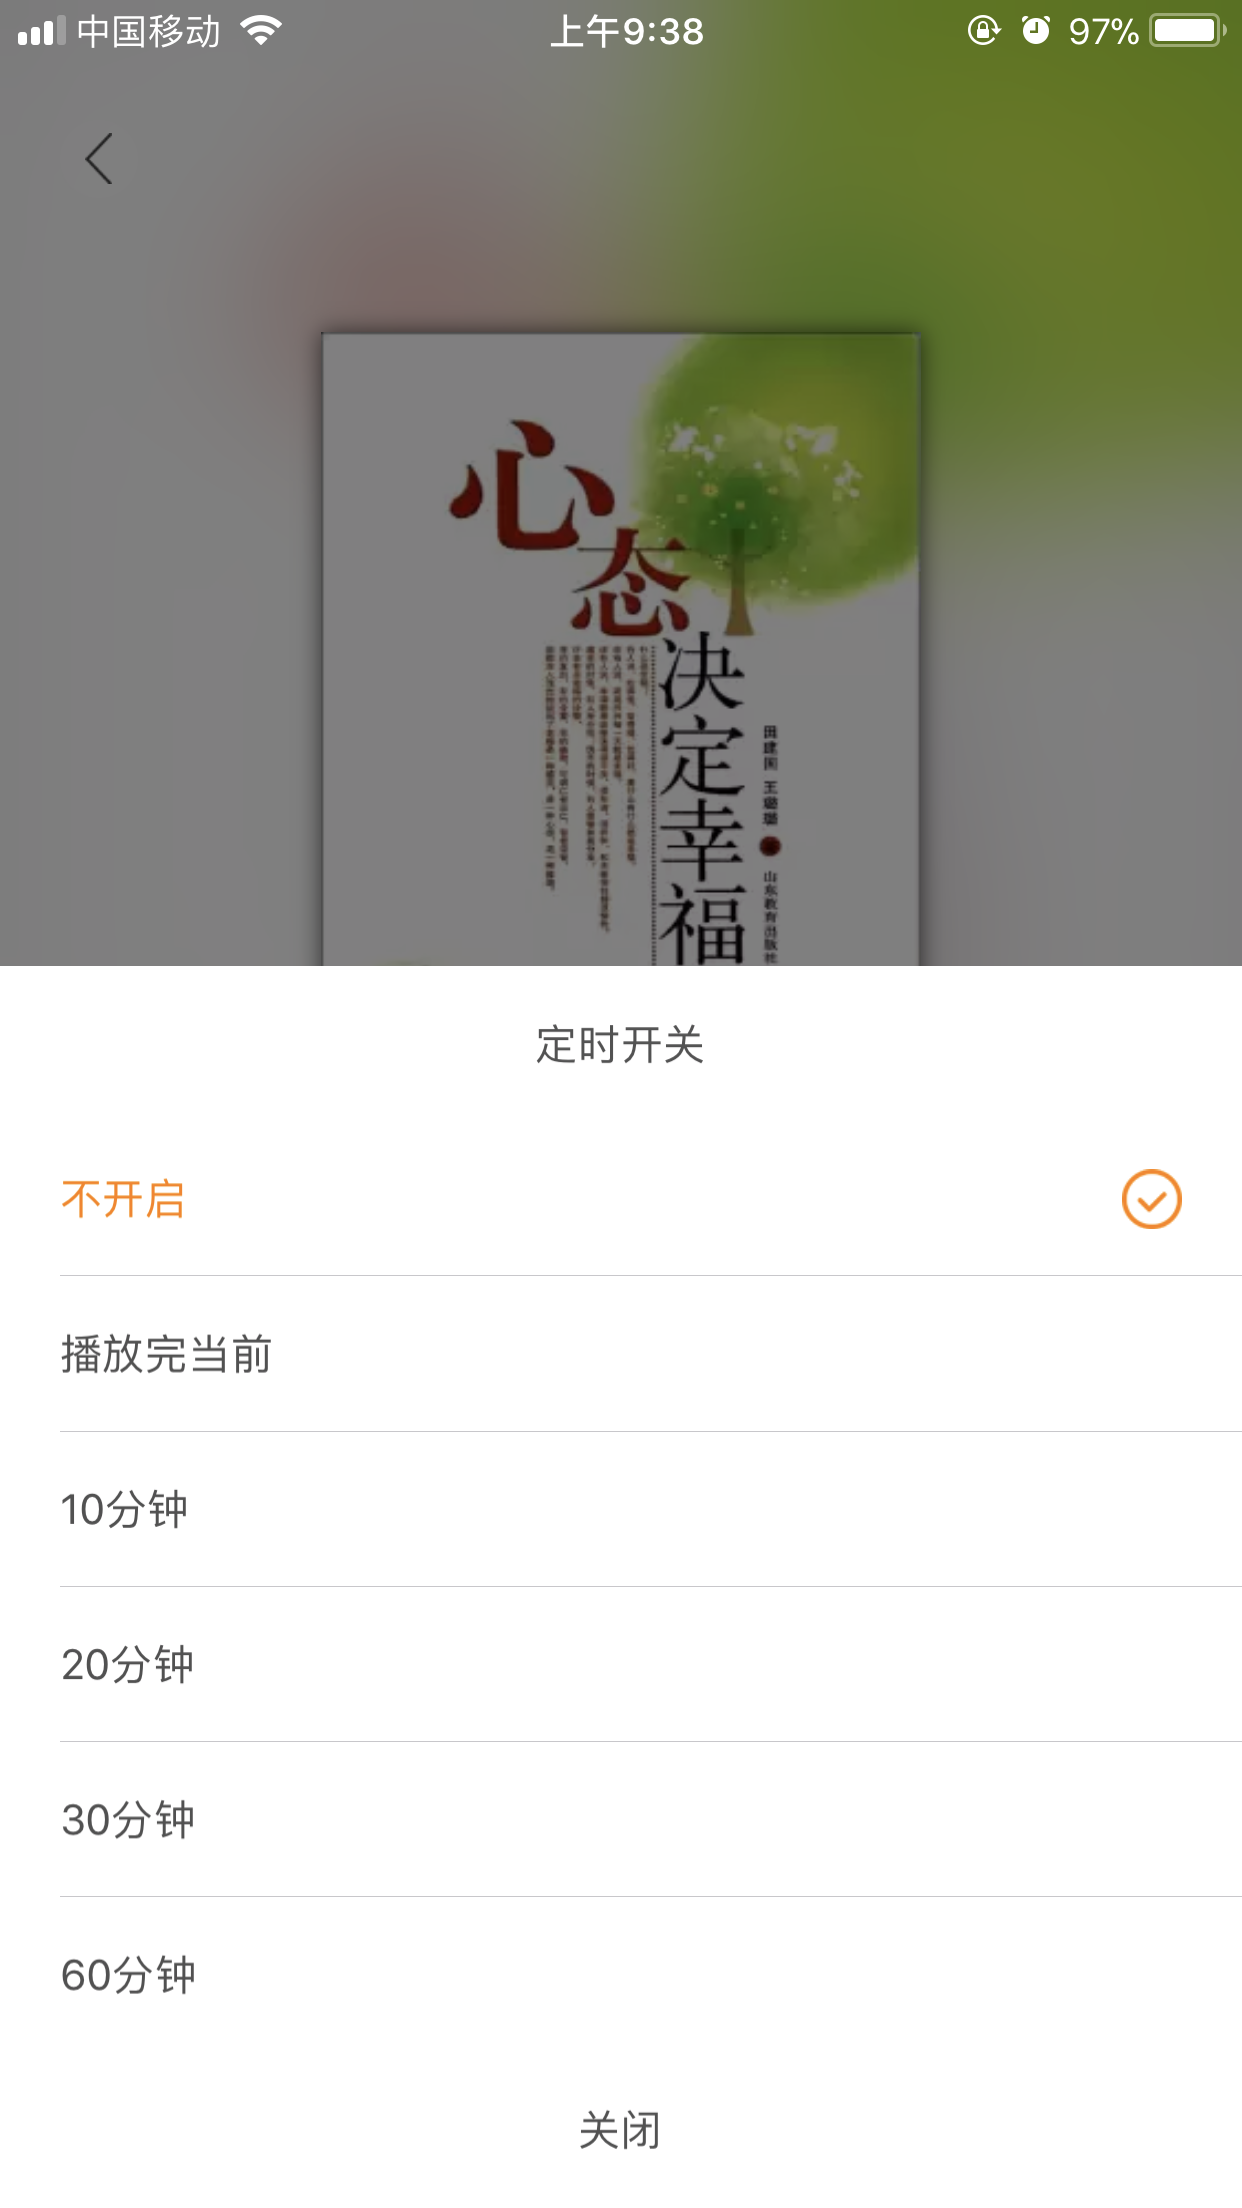 中国移动
上午9:38
97%
心态
决定幸福
田建国 王璐璐
山东教育出版社
定时开关
不开启
播放完当前
10分钟
20分钟
30分钟
60分钟
关闭